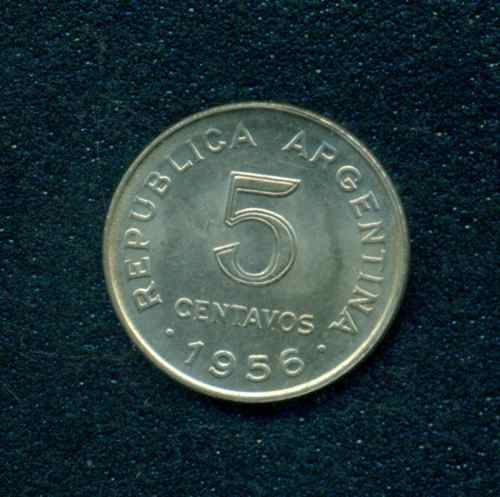 REPUBLICA ARGENTINA
5
CENTAVOS
· 1956 ·